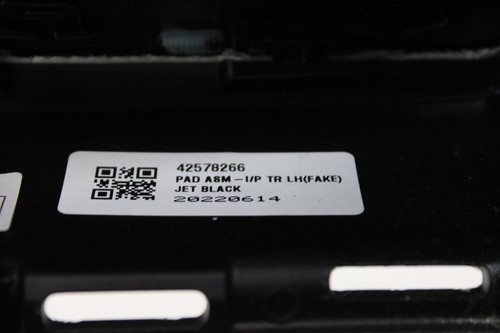 42578266
PAD ASM-I/P TR LH(FAKE)
JET BLACK
20220614